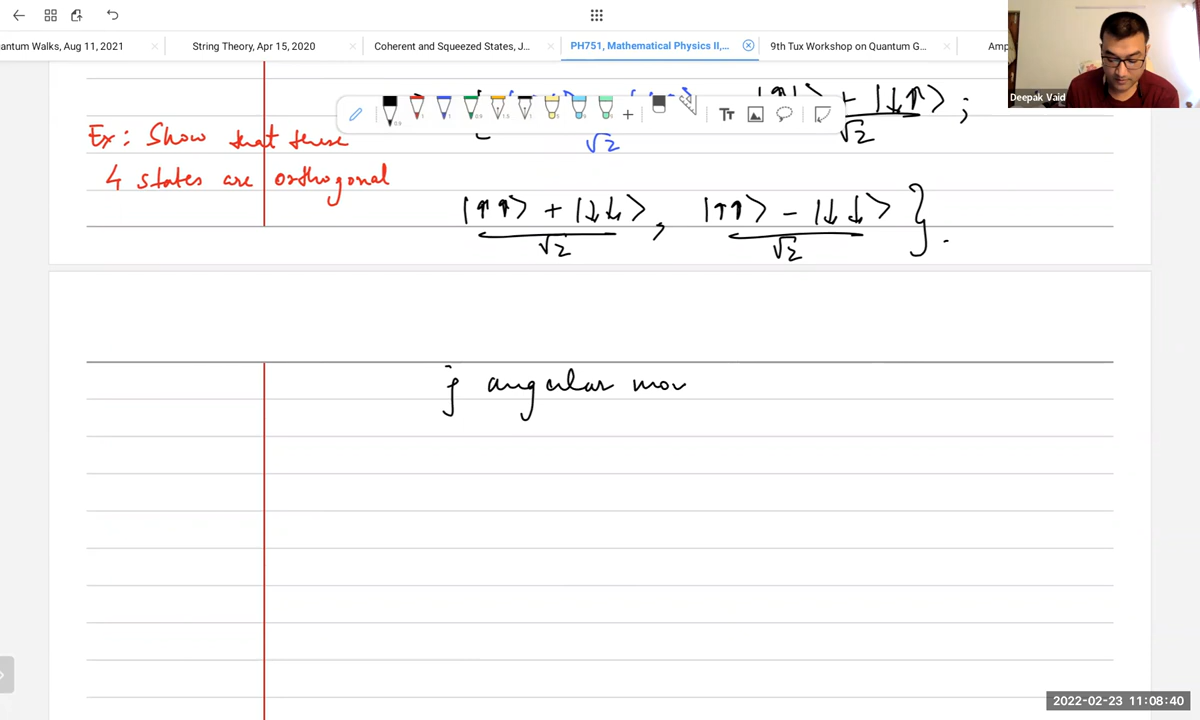 antum Walks, Aug 11, 2021
String Theory, Apr 15, 2020
Coherent and Squeezed States, J...
PH751, Mathematical Physics II,...
9th Tux Workshop on Quantum G...
Amp
Deepak Vaid
+ |↓↑⟩ ;
√2
√2
Ex: Show that these
4 states are orthogonal
|↑↑⟩ + |↓↓⟩ , |↑↑⟩ - |↓↓⟩ } .
√2 √2
j angular mom
Tт
2022-02-23 11:08:40